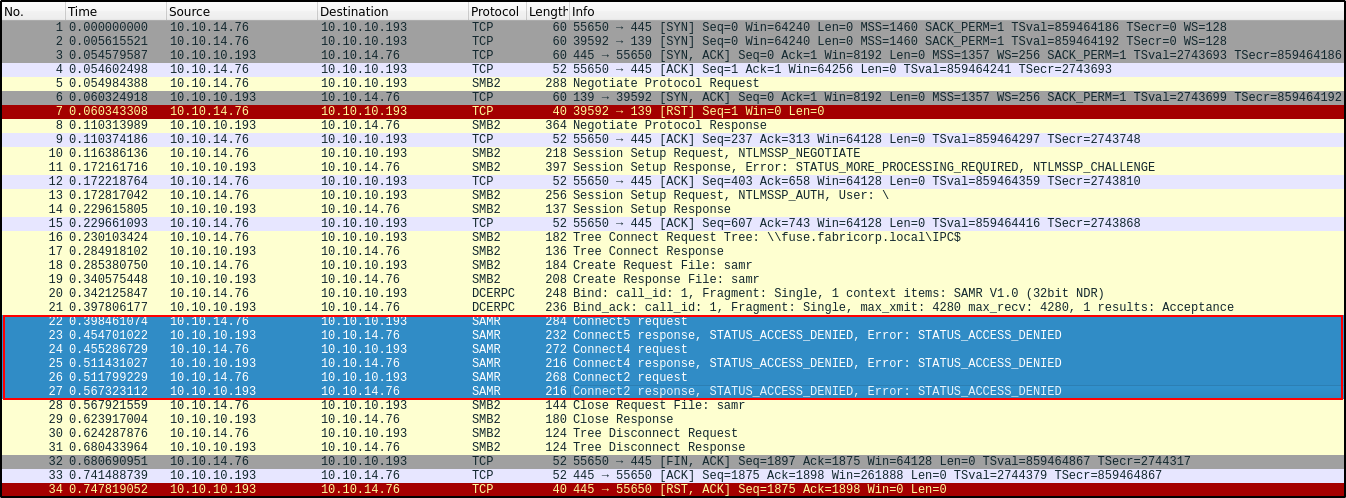 No. Time Source Destination Protocol Length Info
1 0.000000000 10.10.14.76 10.10.10.193 TCP 60 55650 → 445 [SYN] Seq=0 Win=64240 Len=0 MSS=1460 SACK_PERM=1 TSval=859464186 TSecr=0 WS=128
2 0.005615521 10.10.14.76 10.10.10.193 TCP 60 39592 → 139 [SYN] Seq=0 Win=64240 Len=0 MSS=1460 SACK_PERM=1 TSval=859464192 TSecr=0 WS=128
3 0.054579587 10.10.10.193 10.10.14.76 TCP 60 445 → 55650 [SYN, ACK] Seq=0 Ack=1 Win=8192 Len=0 MSS=1357 WS=256 SACK_PERM=1 TSval=2743693 TSecr=859464186
4 0.054602498 10.10.14.76 10.10.10.193 TCP 52 55650 → 445 [ACK] Seq=1 Ack=1 Win=64256 Len=0 TSval=859464241 TSecr=2743693
5 0.054984388 10.10.14.76 10.10.10.193 SMB2 288 Negotiate Protocol Request
6 0.060324918 10.10.10.193 10.10.14.76 TCP 60 139 → 39592 [SYN, ACK] Seq=0 Ack=1 Win=8192 Len=0 MSS=1357 WS=256 SACK_PERM=1 TSval=2743699 TSecr=859464192
7 0.060343308 10.10.14.76 10.10.10.193 TCP 40 39592 → 139 [RST] Seq=1 Win=0 Len=0
8 0.110313989 10.10.10.193 10.10.14.76 SMB2 364 Negotiate Protocol Response
9 0.110374186 10.10.14.76 10.10.10.193 TCP 52 55650 → 445 [ACK] Seq=237 Ack=313 Win=64128 Len=0 TSval=859464297 TSecr=2743748
10 0.116386136 10.10.14.76 10.10.10.193 SMB2 218 Session Setup Request, NTLMSSP_NEGOTIATE
11 0.172161716 10.10.10.193 10.10.14.76 SMB2 397 Session Setup Response, Error: STATUS_MORE_PROCESSING_REQUIRED, NTLMSSP_CHALLENGE
12 0.172218764 10.10.14.76 10.10.10.193 TCP 52 55650 → 445 [ACK] Seq=403 Ack=658 Win=64128 Len=0 TSval=859464359 TSecr=2743810
13 0.172817042 10.10.14.76 10.10.10.193 SMB2 256 Session Setup Request, NTLMSSP_AUTH, User: \
14 0.229615805 10.10.10.193 10.10.14.76 SMB2 137 Session Setup Response
15 0.229661093 10.10.14.76 10.10.10.193 TCP 52 55650 → 445 [ACK] Seq=607 Ack=743 Win=64128 Len=0 TSval=859464416 TSecr=2743868
16 0.230103424 10.10.14.76 10.10.10.193 SMB2 182 Tree Connect Request Tree: \\fuse.fabricorp.local\IPC$
17 0.284918102 10.10.10.193 10.10.14.76 SMB2 136 Tree Connect Response
18 0.285380750 10.10.14.76 10.10.10.193 SMB2 184 Create Request File: samr
19 0.340575448 10.10.10.193 10.10.14.76 SMB2 208 Create Response File: samr
20 0.342125847 10.10.14.76 10.10.10.193 DCERPC 248 Bind: call_id: 1, Fragment: Single, 1 context items: SAMR V1.0 (32bit NDR)
21 0.397806177 10.10.10.193 10.10.14.76 DCERPC 236 Bind_ack: call_id: 1, Fragment: Single, max_xmit: 4280 max_recv: 4280, 1 results: Acceptance
22 0.398461074 10.10.14.76 10.10.10.193 SAMR 284 Connect5 request
23 0.454701022 10.10.10.193 10.10.14.76 SAMR 232 Connect5 response, STATUS_ACCESS_DENIED, Error: STATUS_ACCESS_DENIED
24 0.455286729 10.10.14.76 10.10.10.193 SAMR 272 Connect4 request
25 0.511431027 10.10.10.193 10.10.14.76 SAMR 216 Connect4 response, STATUS_ACCESS_DENIED, Error: STATUS_ACCESS_DENIED
26 0.511799229 10.10.14.76 10.10.10.193 SAMR 268 Connect2 request
27 0.567323112 10.10.10.193 10.10.14.76 SAMR 216 Connect2 response, STATUS_ACCESS_DENIED, Error: STATUS_ACCESS_DENIED
28 0.567921559 10.10.14.76 10.10.10.193 SMB2 144 Close Request File: samr
29 0.623917004 10.10.10.193 10.10.14.76 SMB2 180 Close Response
30 0.624287876 10.10.14.76 10.10.10.193 SMB2 124 Tree Disconnect Request
31 0.680433964 10.10.10.193 10.10.14.76 SMB2 124 Tree Disconnect Response
32 0.680690951 10.10.14.76 10.10.10.193 TCP 52 55650 → 445 [FIN, ACK] Seq=1897 Ack=1875 Win=64128 Len=0 TSval=859464867 TSecr=2744317
33 0.741488739 10.10.10.193 10.10.14.76 TCP 52 445 → 55650 [ACK] Seq=1875 Ack=1898 Win=261888 Len=0 TSval=2744379 TSecr=859464867
34 0.747819052 10.10.10.193 10.10.14.76 TCP 40 445 → 55650 [RST, ACK] Seq=1875 Ack=1898 Win=0 Len=0